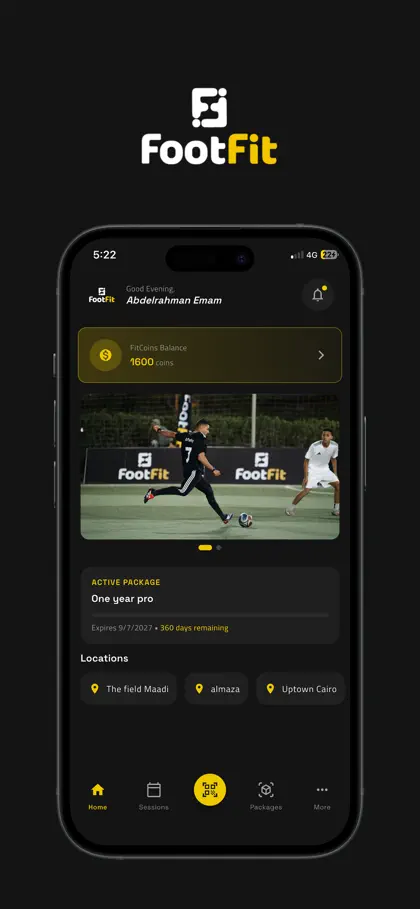 FootFit
5:22
4G 22
FootFit
Good Evening,
Abdelrahman Emam
FitCoins Balance
1600 coins
7
FootFit
FootFit
ACTIVE PACKAGE
One year pro
Expires 9/7/2027 • 360 days remaining
Locations
The field Maadi
almaza
Uptown Cairo
Home
Sessions
Packages
More